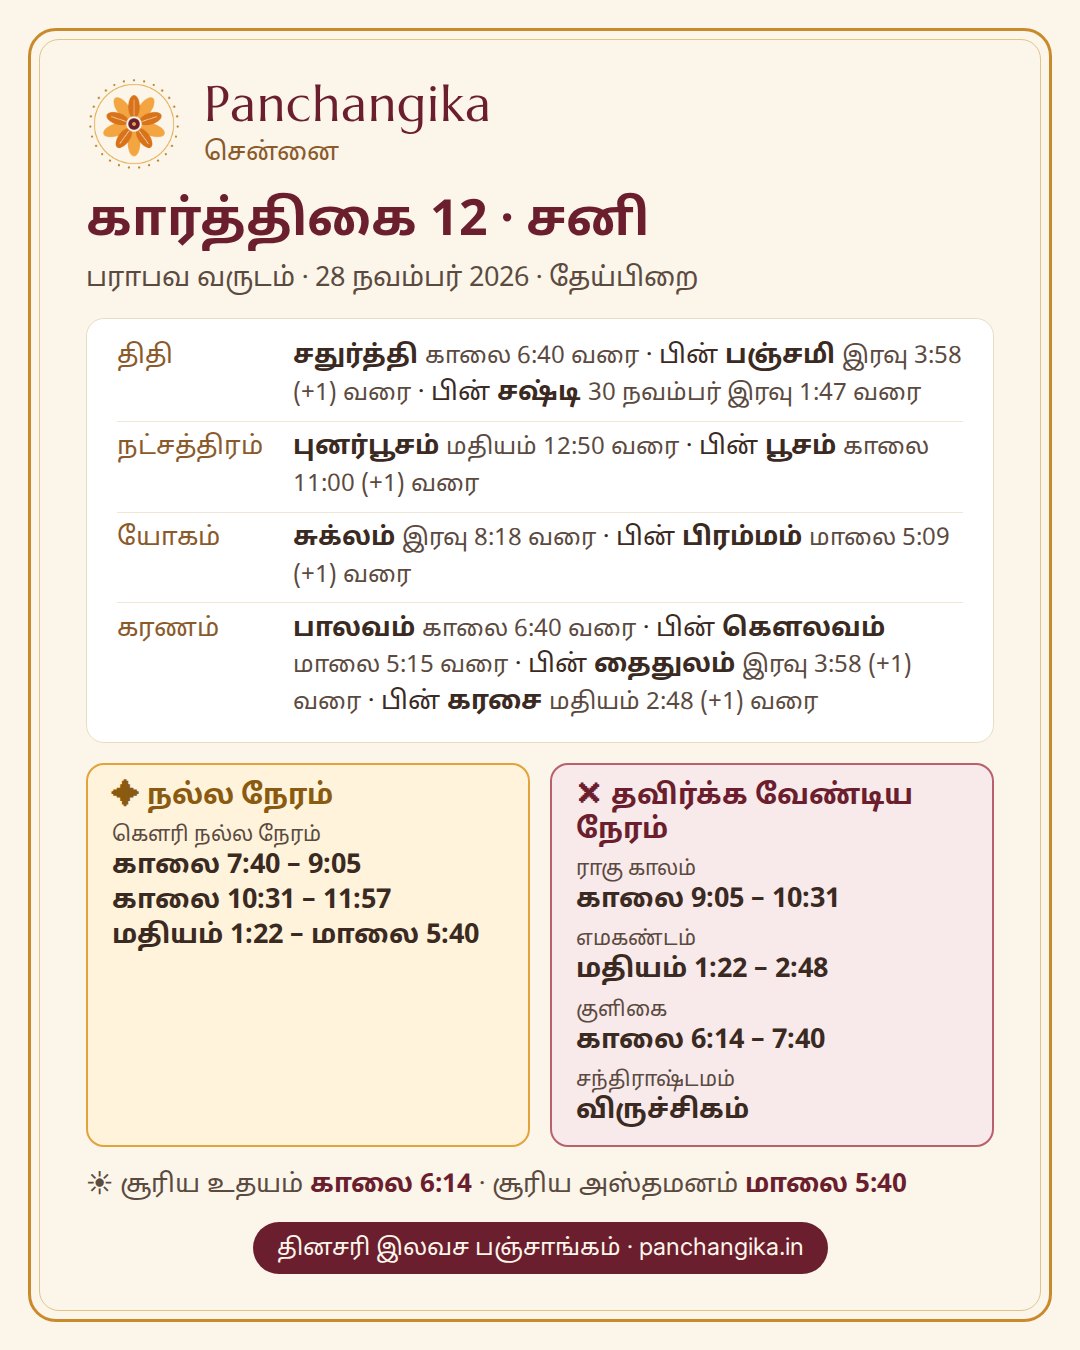 Panchangika
சென்னை
கார்த்திகை 12 · சனி
பராபவ வருடம் · 28 நவம்பர் 2026 · தேய்பிறை
திதி
சதுர்த்தி காலை 6:40 வரை · பின் பஞ்சமி இரவு 3:58
(+1) வரை · பின் சஷ்டி 30 நவம்பர் இரவு 1:47 வரை
நட்சத்திரம்
புனர்பூசம் மதியம் 12:50 வரை · பின் பூசம் காலை
11:00 (+1) வரை
யோகம்
சுக்லம் இரவு 8:18 வரை · பின் பிரம்மம் மாலை 5:09
(+1) வரை
கரணம்
பாலவம் காலை 6:40 வரை · பின் கௌலவம்
மாலை 5:15 வரை · பின் தைதுலம் இரவு 3:58 (+1)
வரை · பின் கரசை மதியம் 2:48 (+1) வரை
✦ நல்ல நேரம்
கௌரி நல்ல நேரம்
காலை 7:40 – 9:05
காலை 10:31 – 11:57
மதியம் 1:22 – மாலை 5:40
✖ தவிர்க்க வேண்டிய
நேரம்
ராகு காலம்
காலை 9:05 – 10:31
எமகண்டம்
மதியம் 1:22 – 2:48
குளிகை
காலை 6:14 – 7:40
சந்திராஷ்டமம்
விருச்சிகம்
☀ சூரிய உதயம் காலை 6:14 · சூரிய அஸ்தமனம் மாலை 5:40
தினசரி இலவச பஞ்சாங்கம் · panchangika.in